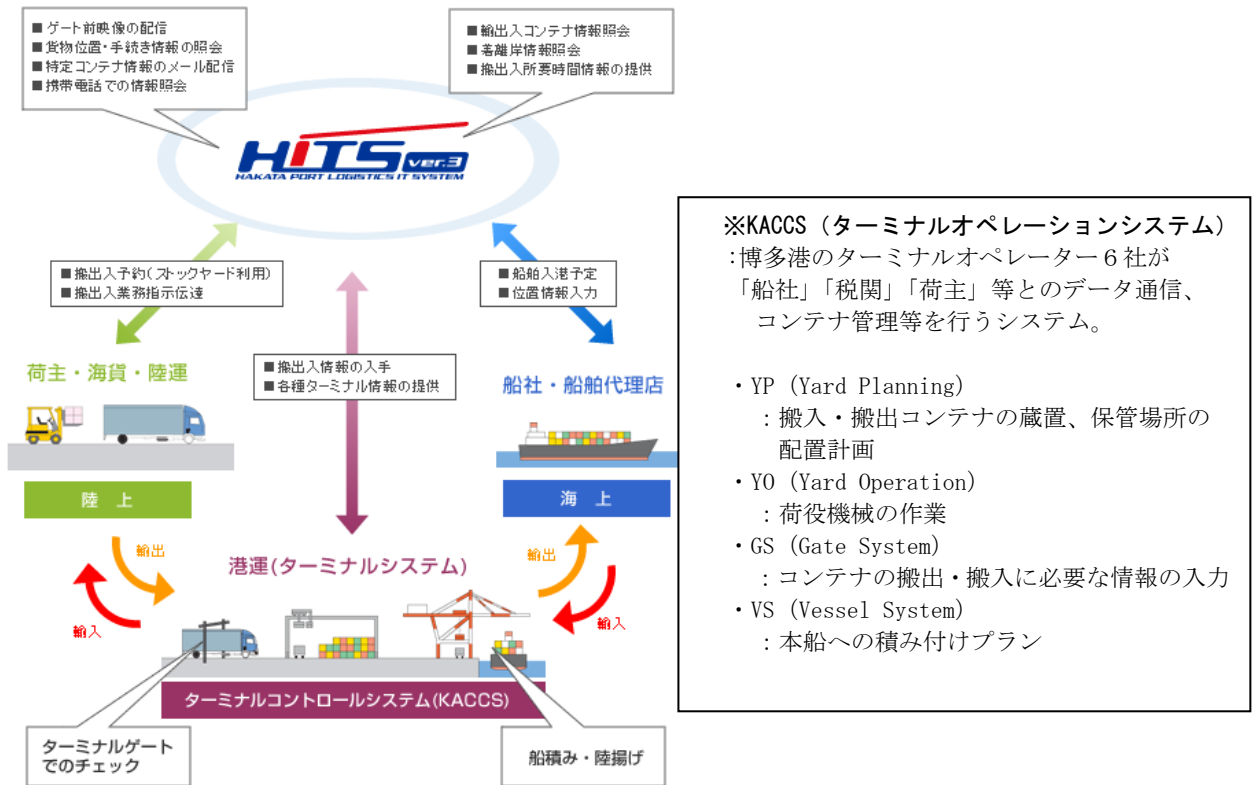 ■ ゲート前映像の配信
■ 貨物位置・手続き情報の照会
■ 特定コンテナ情報のメール配信
■ 携帯電話での情報照会
■ 輸出入コンテナ情報照会
■ 着離岸情報照会
■ 搬出入所要時間情報の提供
HiTS ver.3
HAKATA PORT LOGISTICS IT SYSTEM
■ 搬出入予約(ストックヤード利用)
■ 搬出入業務指示伝達
■ 船舶入港予定
■ 位置情報入力
■ 搬出入情報の入手
■ 各種ターミナル情報の提供
荷主・海貨・陸運
船社・船舶代理店
陸 上
海 上
輸出
輸入
輸出
輸入
港運(ターミナルシステム)
ターミナルコントロールシステム(KACCS)
ターミナルゲート
でのチェック
船積み・陸揚げ
※KACCS（ターミナルオペレーションシステム）
：博多港のターミナルオペレーター６社が
「船社」「税関」「荷主」等とのデータ通信、
コンテナ管理等を行うシステム。
・YP (Yard Planning)
：搬入・搬出コンテナの蔵置、保管場所の
配置計画
・YO (Yard Operation)
：荷役機械の作業
・GS (Gate System)
：コンテナの搬出・搬入に必要な情報の入力
・VS (Vessel System)
：本船への積み付けプラン